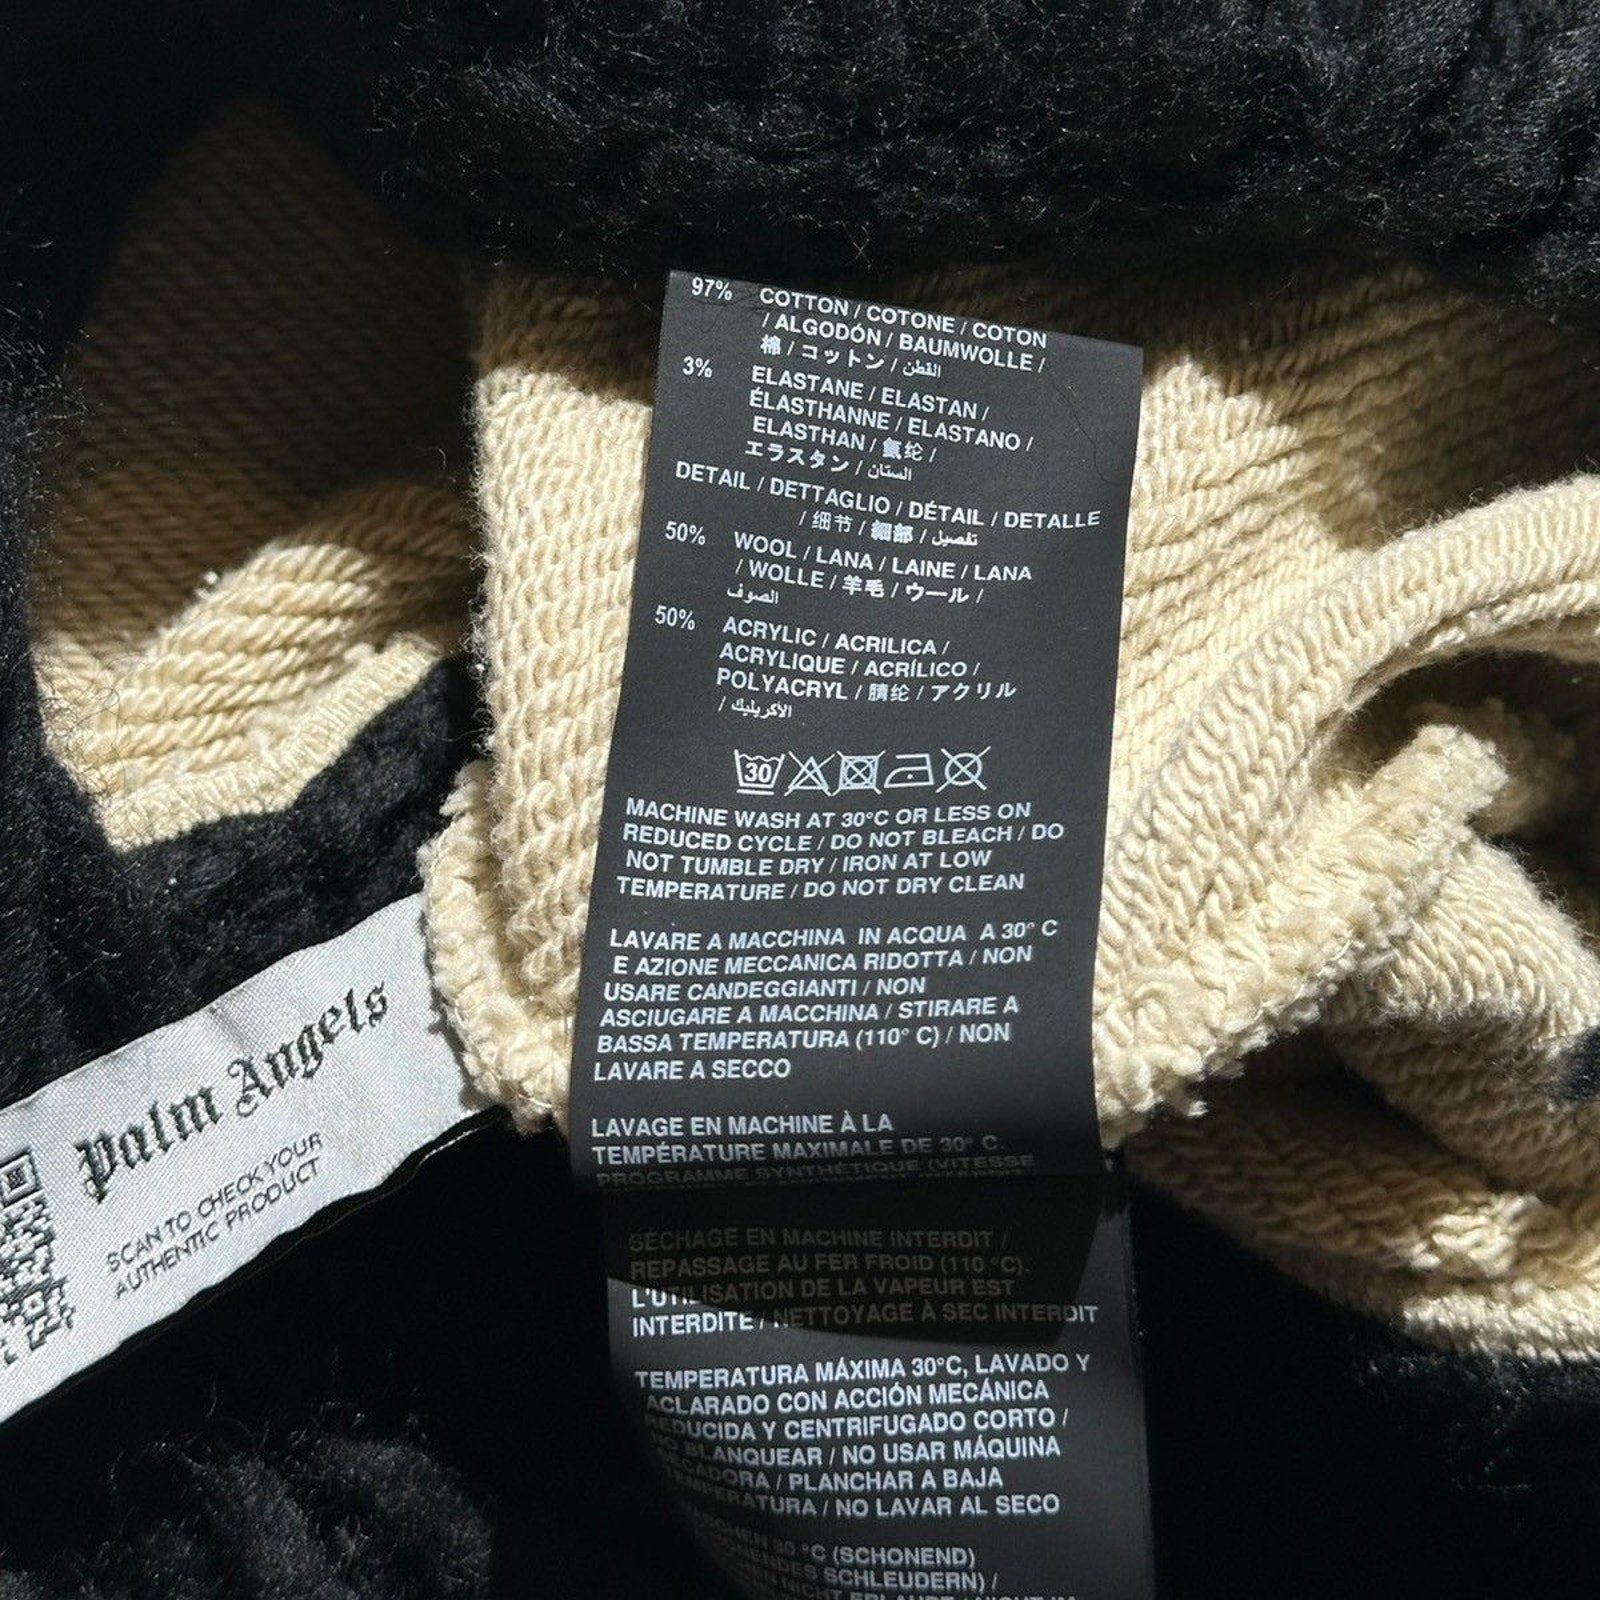 97% COTTON / COTONE / COTON
/ ALGODÓN / BAUMWOLLE /
棉 / コットン / القطن
3% ELASTANE / ELASTAN /
ÉLASTHANNE / ELASTANO /
ELASTHAN / 氨纶 /
エラスタン / الستان
DETAIL / DETTAGLIO / DÉTAIL / DETALLE
/ 细节 / 細部 / تفصيل
50% WOOL / LANA / LAINE / LANA
/ WOLLE / 羊毛 / ウール /
الصوف
50% ACRYLIC / ACRILICA /
ACRYLIQUE / ACRÍLICO /
POLYACRYL / 腈纶 / アクリル
/ الاكريليك
30
MACHINE WASH AT 30°C OR LESS ON
REDUCED CYCLE / DO NOT BLEACH / DO
NOT TUMBLE DRY / IRON AT LOW
TEMPERATURE / DO NOT DRY CLEAN
LAVARE A MACCHINA IN ACQUA A 30° C
E AZIONE MECCANICA RIDOTTA / NON
USARE CANDEGGIANTI / NON
ASCIUGARE A MACCHINA / STIRARE A
BASSA TEMPERATURA (110° C) / NON
LAVARE A SECCO
LAVAGE EN MACHINE À LA
TEMPÉRATURE MAXIMALE DE 30° C.
PROGRAMME SYNTHÉTIQUE (VITESSE
SÉCHAGE EN MACHINE INTERDIT /
REPASSAGE AU FER FROID (110 °C).
L'UTILISATION DE LA VAPEUR EST
INTERDITE / NETTOYAGE À SEC INTERDIT
TEMPERATURA MÁXIMA 30°C, LAVADO Y
ACLARADO CON ACCIÓN MECÁNICA
REDUCIDA Y CENTRIFUGADO CORTO /
BLANQUEAR / NO USAR MÁQUINA
SECADORA / PLANCHAR A BAJA
TEMPERATURA / NO LAVAR AL SECO
30 °C (SCHONEND)
SCHLEUDERN) /
Palm Angels
SCAN TO CHECK YOUR
AUTHENTIC PRODUCT